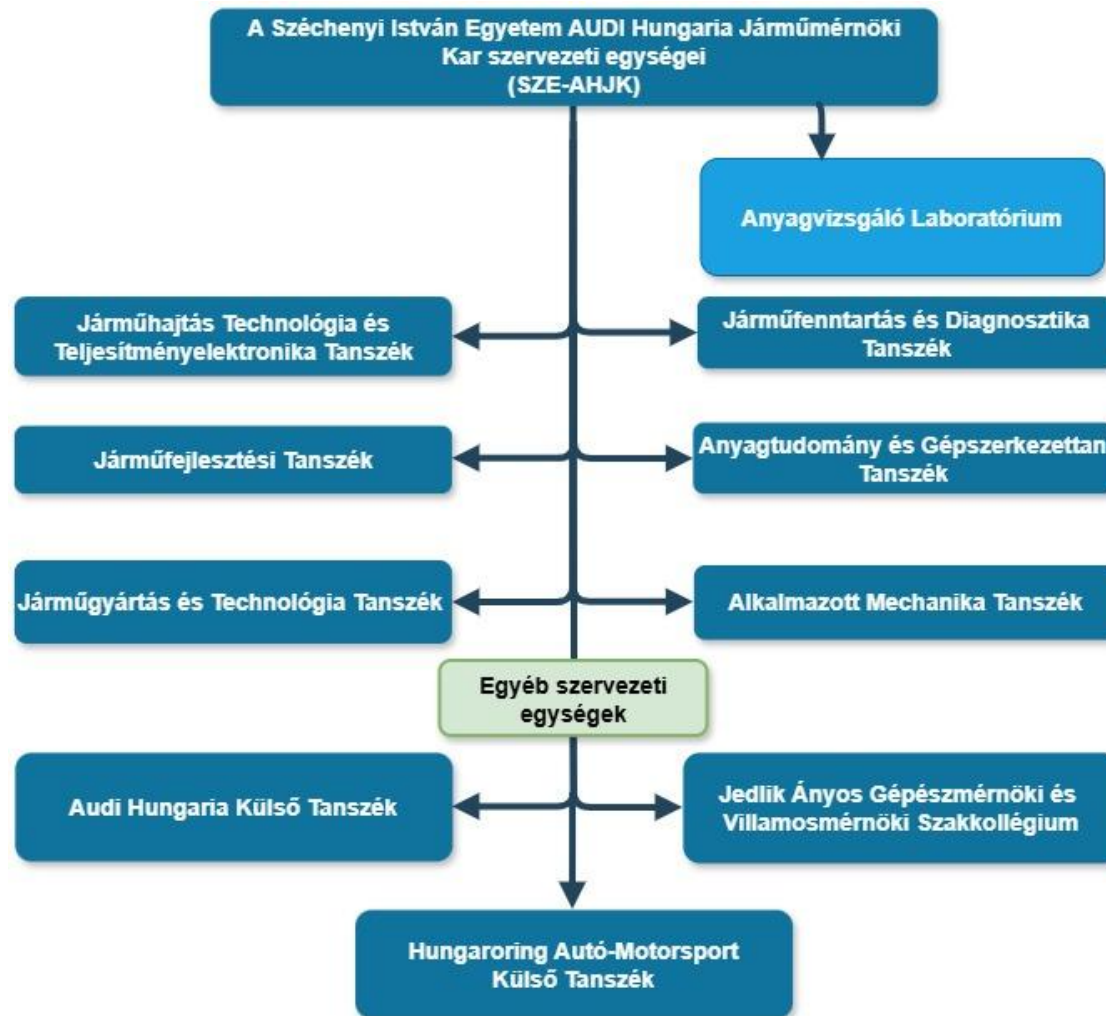 A Széchenyi István Egyetem AUDI Hungaria Járműmérnöki
Kar szervezeti egységei
(SZE-AHJK)
Anyagvizsgáló Laboratórium
Járműhajtás Technológia és
Teljesítményelektronika Tanszék
Járműfenntartás és Diagnosztika
Tanszék
Járműfejlesztési Tanszék
Anyagtudomány és Gépszerkezettan
Tanszék
Járműgyártás és Technológia Tanszék
Alkalmazott Mechanika Tanszék
Egyéb szervezeti
egységek
Audi Hungaria Külső Tanszék
Jedlik Ányos Gépészmérnöki és
Villamosmérnöki Szakkollégium
Hungaroring Autó-Motorsport
Külső Tanszék